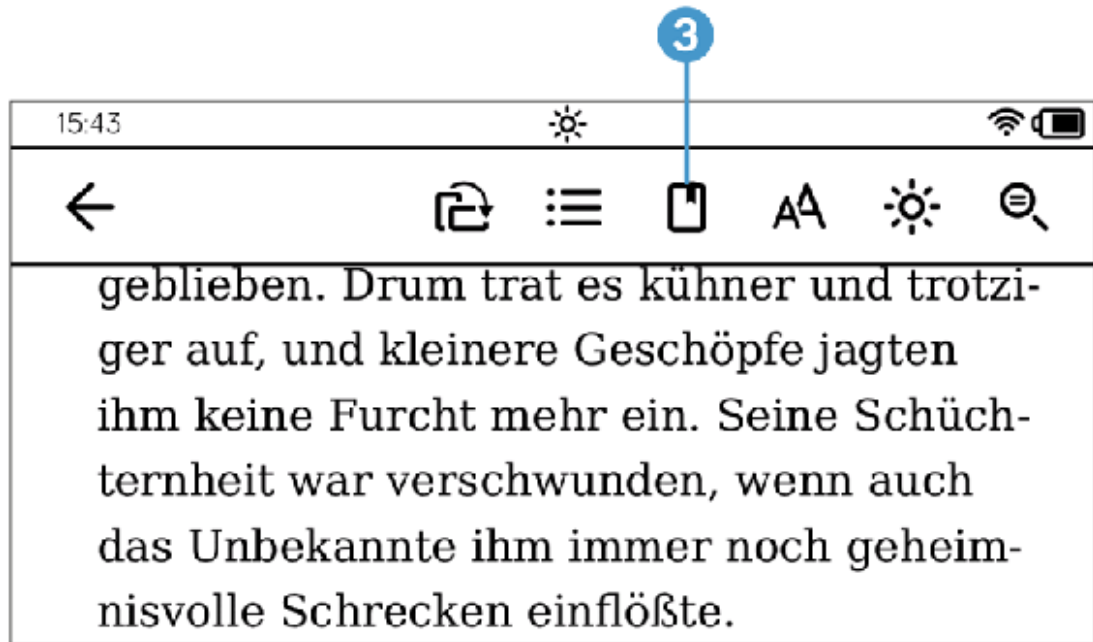 3
15:43
AA
geblieben. Drum trat es kühner und trotzi-
ger auf, und kleinere Geschöpfe jagten
ihm keine Furcht mehr ein. Seine Schüch-
ternheit war verschwunden, wenn auch
das Unbekannte ihm immer noch geheim-
nisvolle Schrecken einflößte.